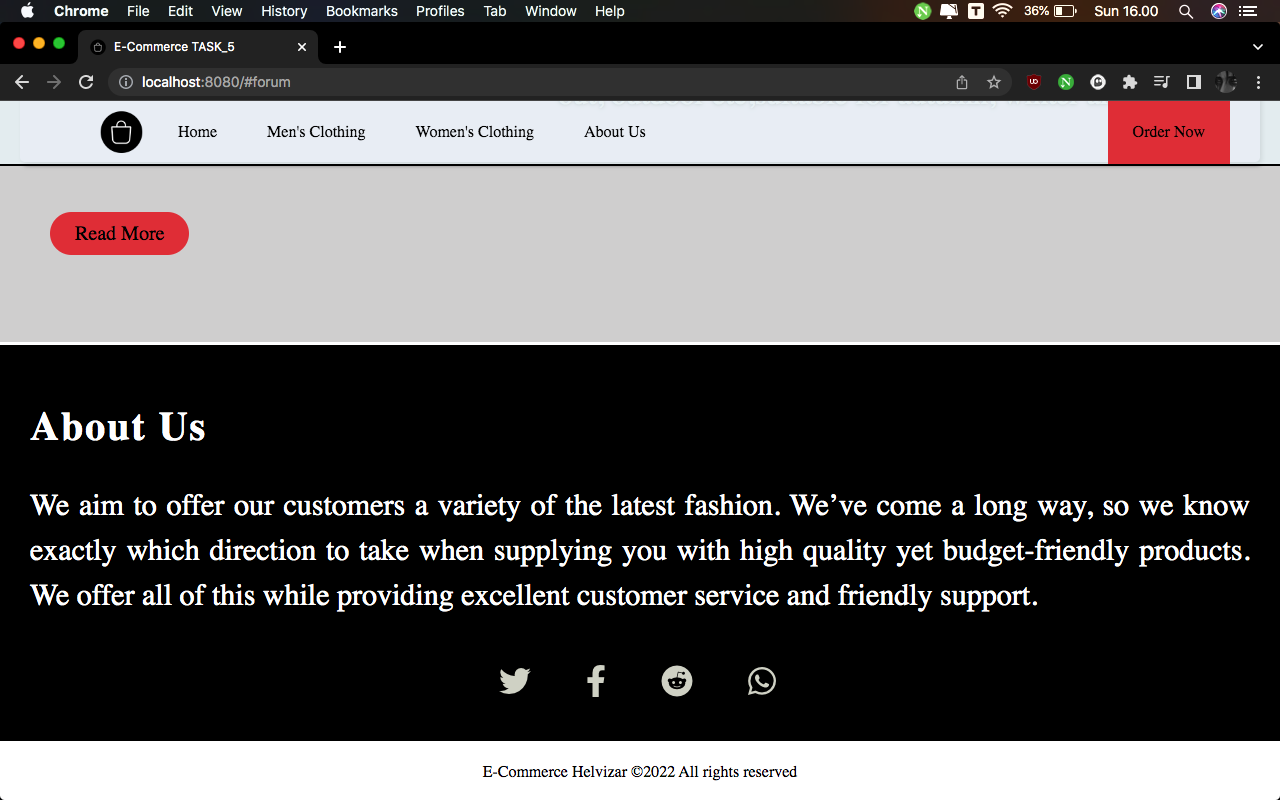 Chrome File Edit View History Bookmarks Profiles Tab Window Help T 36% Sun 16.00
E-Commerce TASK_5
localhost:8080/#forum
Home Men's Clothing Women's Clothing About Us Order Now
Read More
About Us
We aim to offer our customers a variety of the latest fashion. We’ve come a long way, so we know
exactly which direction to take when supplying you with high quality yet budget-friendly products.
We offer all of this while providing excellent customer service and friendly support.
E-Commerce Helvizar ©2022 All rights reserved